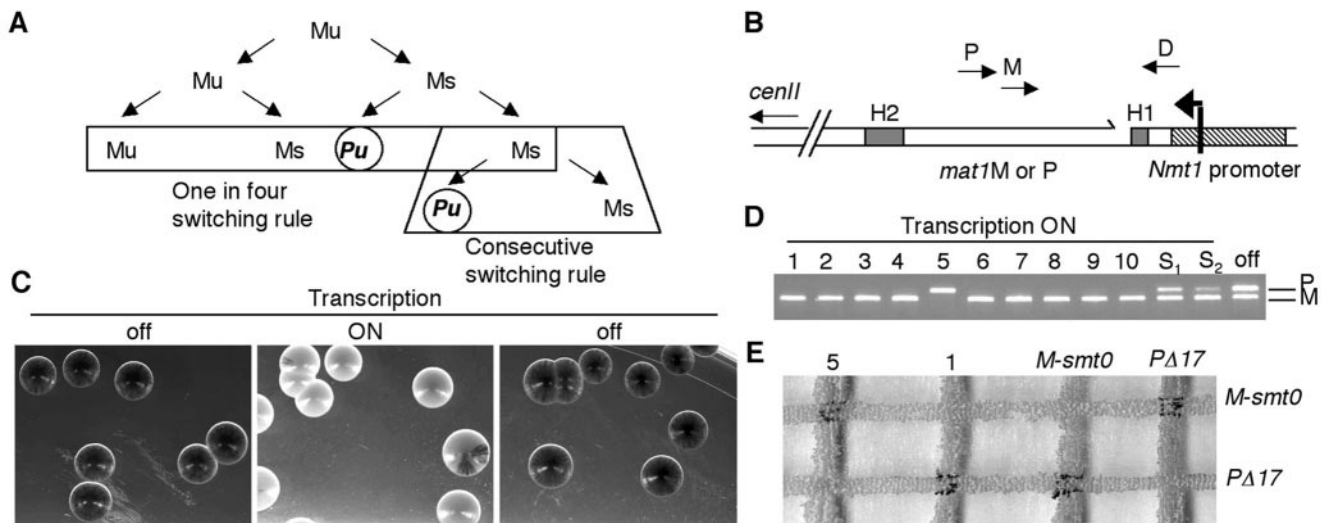 A
Mu
Mu Ms
Mu Ms Pu Ms
One in four
switching rule
Pu Ms
Consecutive
switching rule
B
P
M
D
cenII
H2 H1
mat1M or P Nmt1 promoter
C
Transcription
off ON off
D
Transcription ON
1 2 3 4 5 6 7 8 9 10 S1 S2 off
P
M
E
5 1 M-smt0 PΔ17
M-smt0
PΔ17